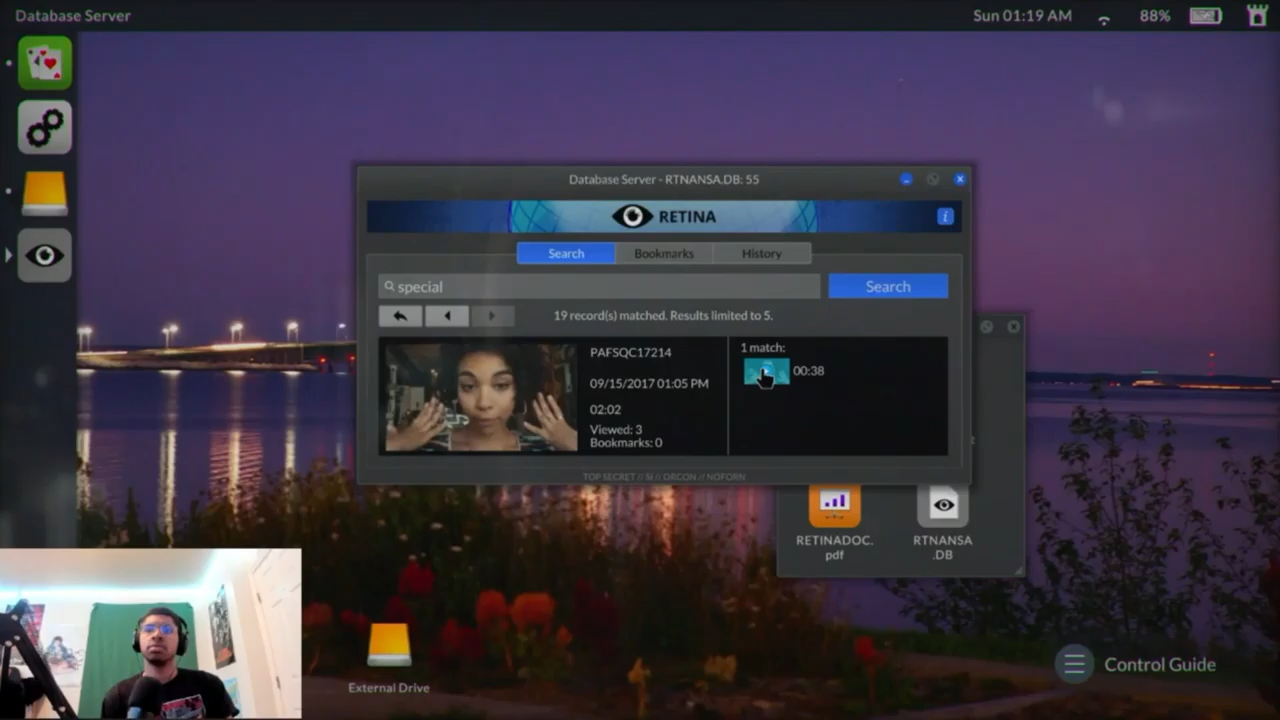 Database Server
Sun 01:19 AM
88%
Database Server - RTNANSA.DB: 55
RETINA
i
Search
Bookmarks
History
special
Search
19 record(s) matched. Results limited to 5.
PAFSQC17214
09/15/2017 01:05 PM
02:02
Viewed: 3
Bookmarks: 0
1 match:
00:38
TOP SECRET // SI // ORCON // NOFORN
RETINADOC.
pdf
RTNANSA
.DB
External Drive
Control Guide